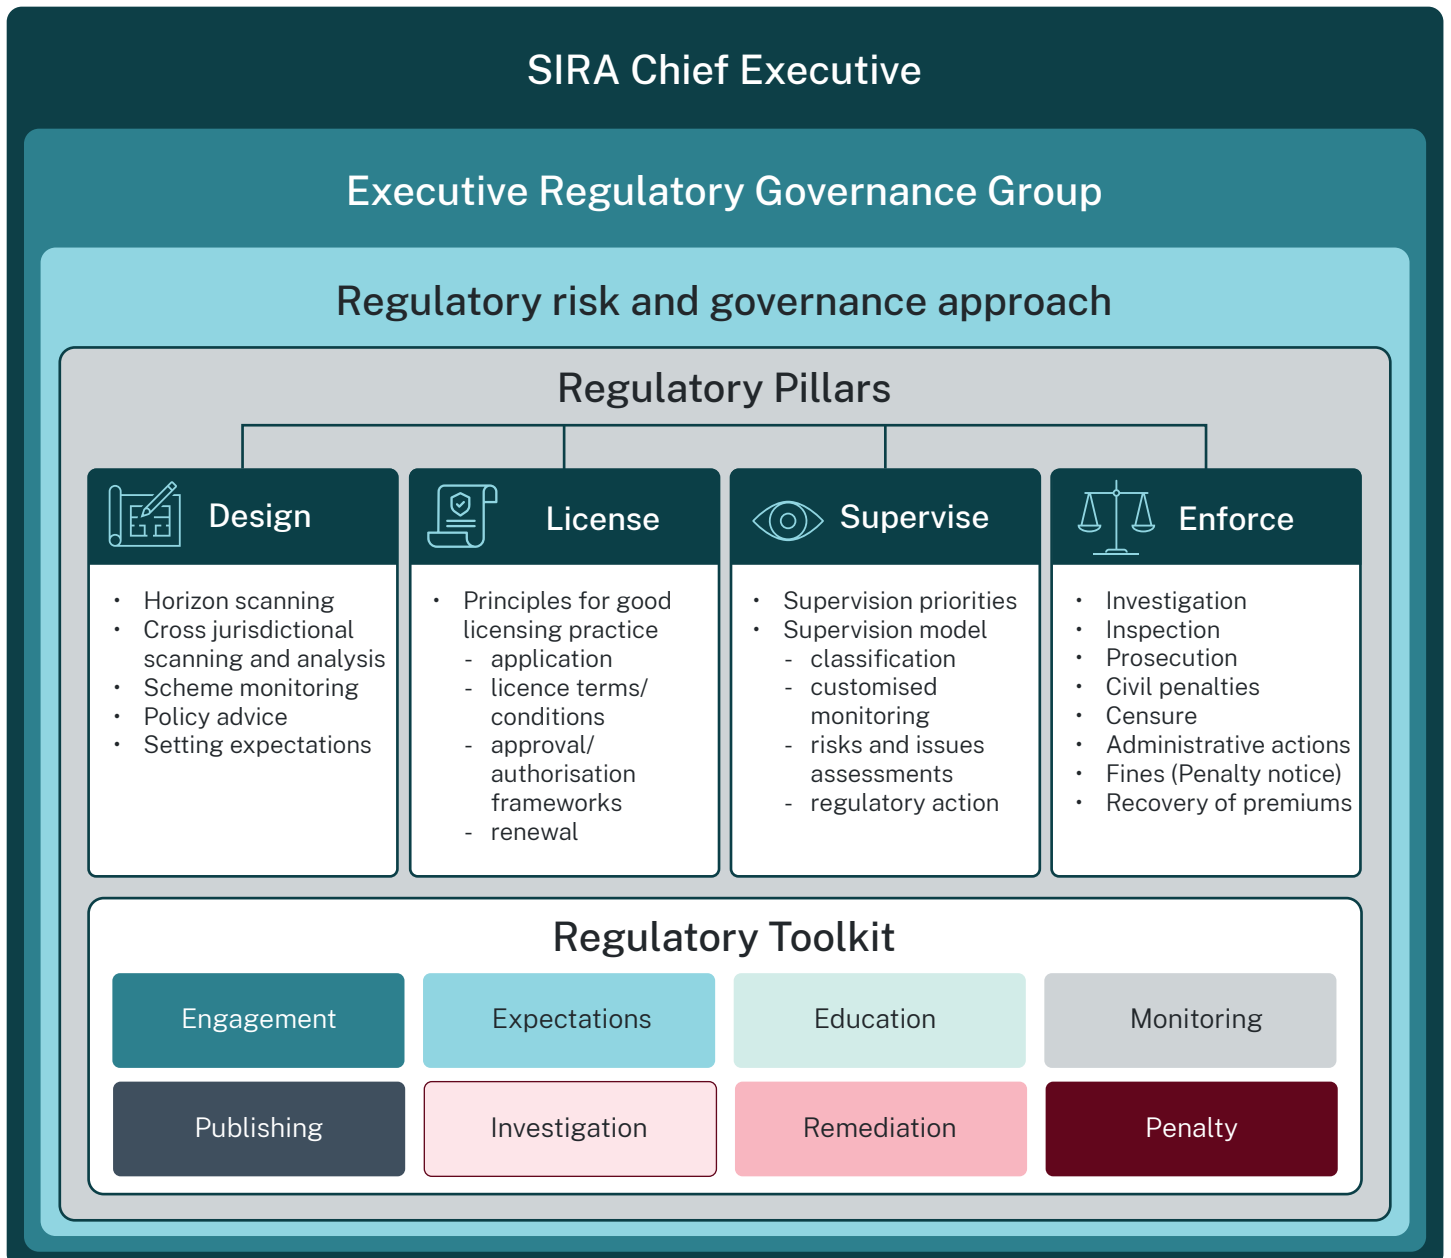 SIRA Chief Executive
Executive Regulatory Governance Group
Regulatory risk and governance approach
Regulatory Pillars
Design
• Horizon scanning
• Cross jurisdictional
scanning and analysis
• Scheme monitoring
• Policy advice
• Setting expectations
License
• Principles for good
licensing practice
- application
- licence terms/
conditions
- approval/
authorisation
frameworks
- renewal
Supervise
• Supervision priorities
• Supervision model
- classification
- customised
monitoring
- risks and issues
assessments
- regulatory action
Enforce
• Investigation
• Inspection
• Prosecution
• Civil penalties
• Censure
• Administrative actions
• Fines (Penalty notice)
• Recovery of premiums
Regulatory Toolkit
Engagement
Expectations
Education
Monitoring
Publishing
Investigation
Remediation
Penalty